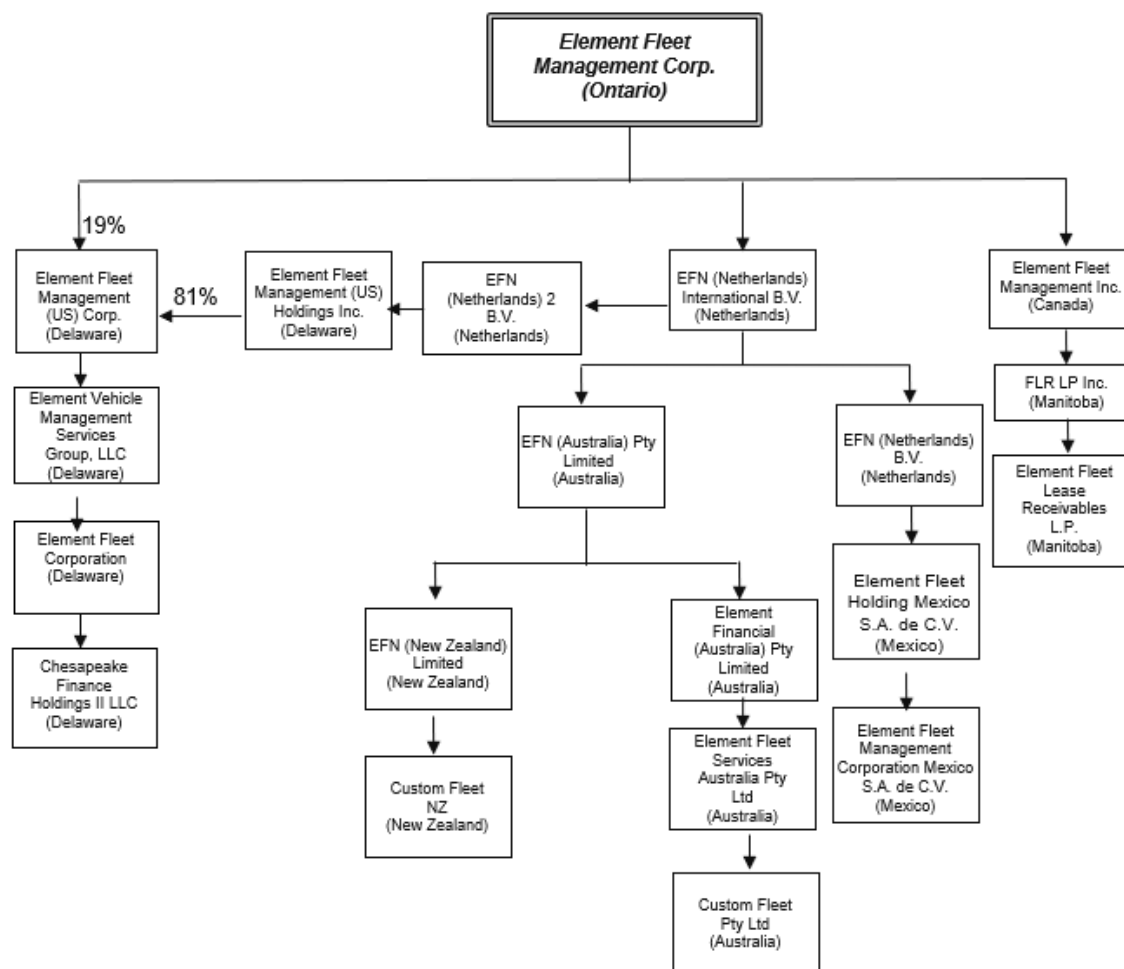 Element Fleet
Management Corp.
(Ontario)
19%
Element Fleet
Management
(US) Corp.
(Delaware)
81%
Element Fleet
Management (US)
Holdings Inc.
(Delaware)
EFN
(Netherlands) 2
B.V.
(Netherlands)
EFN (Netherlands)
International B.V.
(Netherlands)
Element Fleet
Management Inc.
(Canada)
Element Vehicle
Management
Services
Group, LLC
(Delaware)
FLR LP Inc.
(Manitoba)
EFN (Australia) Pty
Limited
(Australia)
EFN (Netherlands)
B.V.
(Netherlands)
Element Fleet
Lease
Receivables
L.P.
(Manitoba)
Element Fleet
Corporation
(Delaware)
Element Fleet
Holding Mexico
S.A. de C.V.
(Mexico)
EFN (New Zealand)
Limited
(New Zealand)
Element
Financial
(Australia) Pty
Limited
(Australia)
Chesapeake
Finance
Holdings II LLC
(Delaware)
Element Fleet
Management
Corporation Mexico
S.A. de C.V.
(Mexico)
Element Fleet
Services
Australia Pty
Ltd
(Australia)
Custom Fleet
NZ
(New Zealand)
Custom Fleet
Pty Ltd
(Australia)